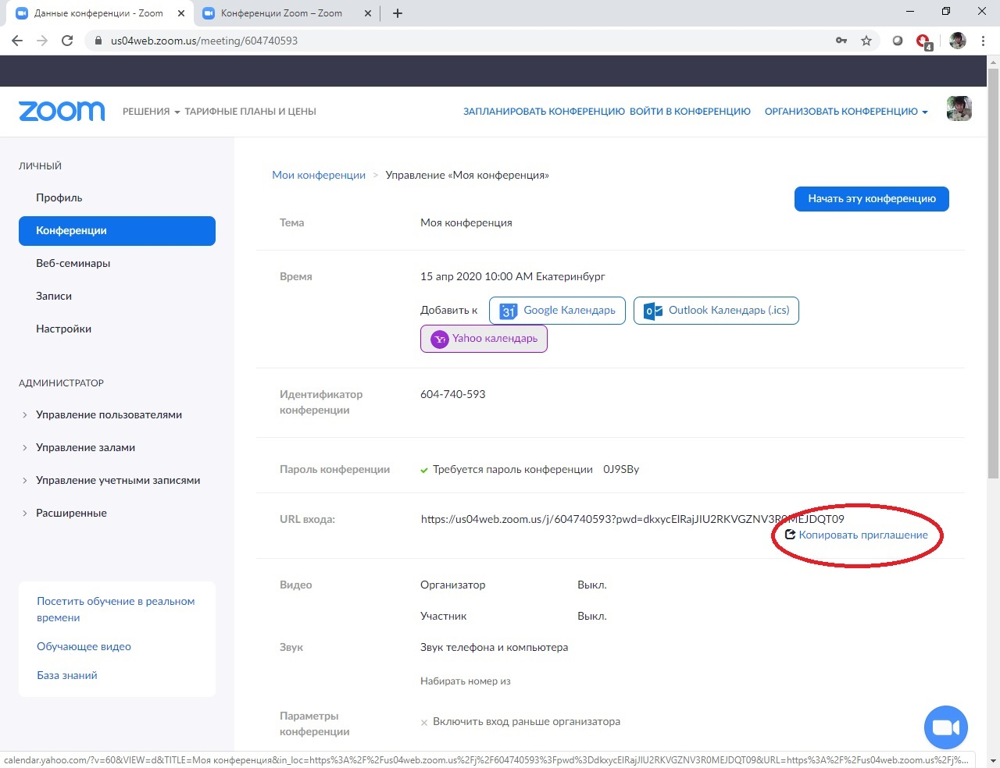 Данные конференции - Zoom
Конференции Zoom – Zoom
us04web.zoom.us/meeting/604740593
4
zoom
РЕШЕНИЯ
ТАРИФНЫЕ ПЛАНЫ И ЦЕНЫ
ЗАПЛАНИРОВАТЬ КОНФЕРЕНЦИЮ
ВОЙТИ В КОНФЕРЕНЦИЮ
ОРГАНИЗОВАТЬ КОНФЕРЕНЦИЮ
ЛИЧНЫЙ
Профиль
Конференции
Веб-семинары
Записи
Настройки
АДМИНИСТРАТОР
Управление пользователями
Управление залами
Управление учетными записями
Расширенные
Посетить обучение в реальном
времени
Обучающее видео
База знаний
Мои конференции > Управление «Моя конференция»
Начать эту конференцию
Тема
Моя конференция
Время
15 апр 2020 10:00 AM Екатеринбург
Добавить к
31 Google Календарь
Outlook Календарь (.ics)
Yahoo календарь
Идентификатор
конференции
604-740-593
Пароль конференции
Требуется пароль конференции 0J9SBy
URL входа:
https://us04web.zoom.us/j/604740593?pwd=dkxycElRajJIU2RKVGZNV3R0MEJDQT09
Копировать приглашение
Видео
Организатор Выкл.
Участник Выкл.
Звук
Звук телефона и компьютера
Набирать номер из
Параметры
конференции
Включить вход раньше организатора
calendar.yahoo.com/?v=60&VIEW=d&TITLE=Моя конференция&in_loc=https%3A%2F%2Fus04web.zoom.us%2Fj%2F604740593%3Fpwd%3DdkxycElRajJIU2RKVGZNV3R0MEJDQT09&URL=https%3A%2F%2Fus04web.zoom.us%2Fj%...